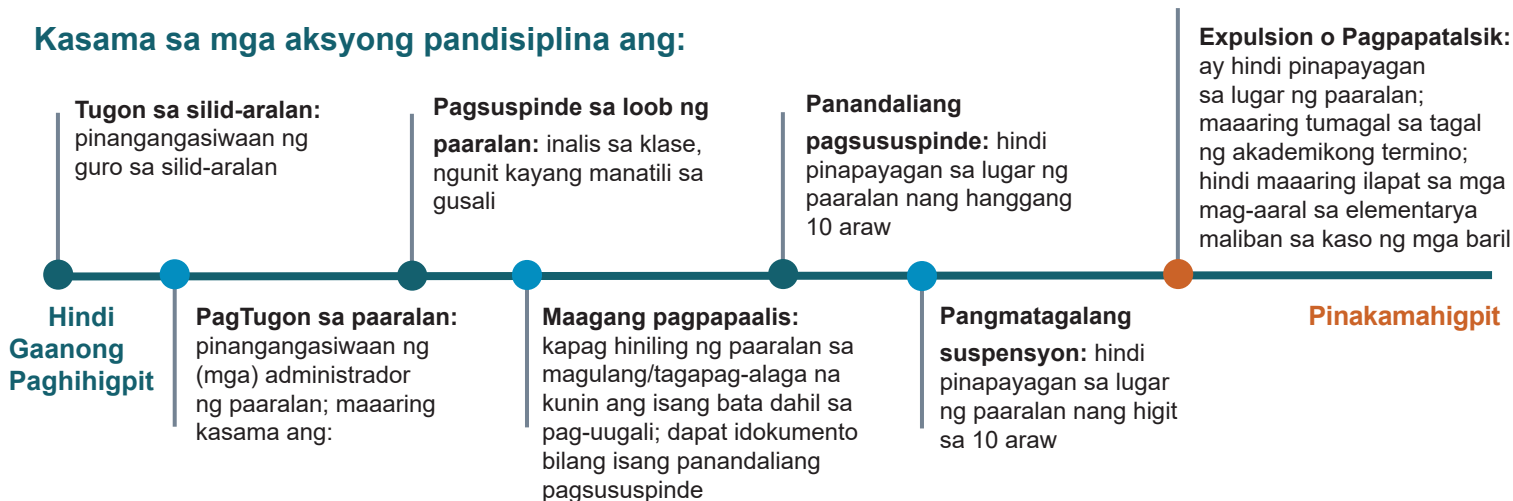 Kasama sa mga aksyong pandisiplina ang:
Tugon sa silid-aralan:
pinangangasiwaan ng
guro sa silid-aralan
Pagsuspinde sa loob ng
paaralan: inalis sa klase,
ngunit kayang manatili sa
gusali
Panandaliang
pagsususpinde: hindi
pinapayagan sa lugar ng
paaralan nang hanggang
10 araw
Expulsion o Pagpapatalsik:
ay hindi pinapayagan
sa lugar ng paaralan;
maaaring tumagal sa tagal
ng akademikong termino;
hindi maaaring ilapat sa mga
mag-aaral sa elementarya
maliban sa kaso ng mga baril
Hindi
Gaanong
Paghihigpit
PagTugon sa paaralan:
pinangangasiwaan ng
(mga) administrador
ng paaralan; maaaring
kasama ang:
Maagang pagpapaalis:
kapag hiniling ng paaralan sa
magulang/tagapag-alaga na
kunin ang isang bata dahil sa
pag-uugali; dapat idokumento
bilang isang panandaliang
pagsususpinde
Pangmatagalang
suspensyon: hindi
pinapayagan sa lugar
ng paaralan nang higit
sa 10 araw
Pinakamahigpit